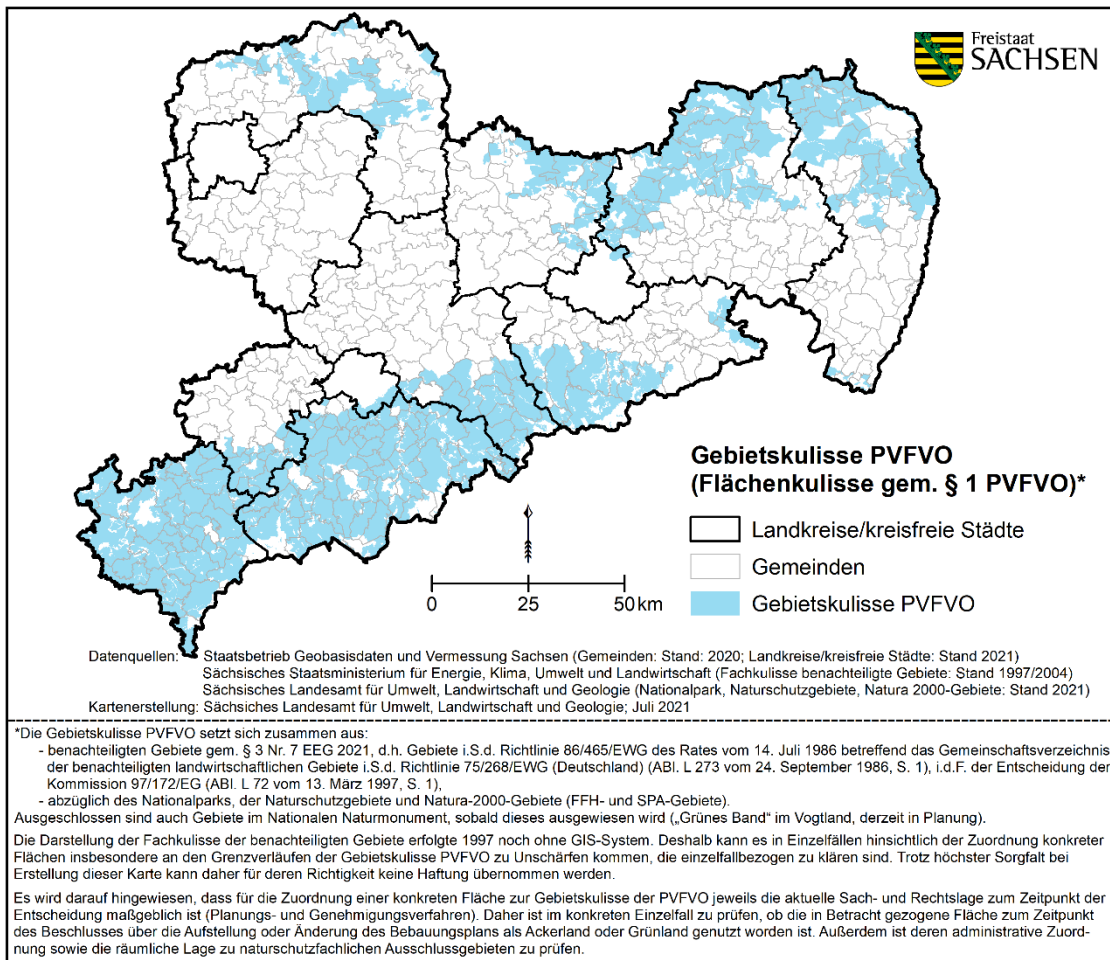 Freistaat
SACHSEN
Gebietskulisse PVFVO
(Flächenkulisse gem. § 1 PVFVO)*
Landkreise/kreisfreie Städte
Gemeinden
Gebietskulisse PVFVO
0 25 50 km
Datenquellen: Staatsbetrieb Geobasisdaten und Vermessung Sachsen (Gemeinden: Stand: 2020; Landkreise/kreisfreie Städte: Stand 2021)
Sächsisches Staatsministerium für Energie, Klima, Umwelt und Landwirtschaft (Fachkulisse benachteiligte Gebiete: Stand 1997/2004)
Sächsisches Landesamt für Umwelt, Landwirtschaft und Geologie (Nationalpark, Naturschutzgebiete, Natura 2000-Gebiete: Stand 2021)
Kartenerstellung: Sächsisches Landesamt für Umwelt, Landwirtschaft und Geologie; Juli 2021
*Die Gebietskulisse PVFVO setzt sich zusammen aus:
- benachteiligten Gebiete gem. § 3 Nr. 7 EEG 2021, d.h. Gebiete i.S.d. Richtlinie 86/465/EWG des Rates vom 14. Juli 1986 betreffend das Gemeinschaftsverzeichnis
der benachteiligten landwirtschaftlichen Gebiete i.S.d. Richtlinie 75/268/EWG (Deutschland) (ABl. L 273 vom 24. September 1986, S. 1), i.d.F. der Entscheidung der
Kommission 97/172/EG (ABl. L 72 vom 13. März 1997, S. 1),
- abzüglich des Nationalparks, der Naturschutzgebiete und Natura-2000-Gebiete (FFH- und SPA-Gebiete).
Ausgeschlossen sind auch Gebiete im Nationalen Naturmonument, sobald dieses ausgewiesen wird („Grünes Band" im Vogtland, derzeit in Planung).
Die Darstellung der Fachkulisse der benachteiligten Gebiete erfolgte 1997 noch ohne GIS-System. Deshalb kann es in Einzelfällen hinsichtlich der Zuordnung konkreter
Flächen insbesondere an den Grenzverläufen der Gebietskulisse PVFVO zu Unschärfen kommen, die einzelfallbezogen zu klären sind. Trotz höchster Sorgfalt bei
Erstellung dieser Karte kann daher für deren Richtigkeit keine Haftung übernommen werden.
Es wird darauf hingewiesen, dass für die Zuordnung einer konkreten Fläche zur Gebietskulisse der PVFVO jeweils die aktuelle Sach- und Rechtslage zum Zeitpunkt der
Entscheidung maßgeblich ist (Planungs- und Genehmigungsverfahren). Daher ist im konkreten Einzelfall zu prüfen, ob die in Betracht gezogene Fläche zum Zeitpunkt
des Beschlusses über die Aufstellung oder Änderung des Bebauungsplans als Ackerland oder Grünland genutzt worden ist. Außerdem ist deren administrative Zuord-
nung sowie die räumliche Lage zu naturschutzfachlichen Ausschlussgebieten zu prüfen.